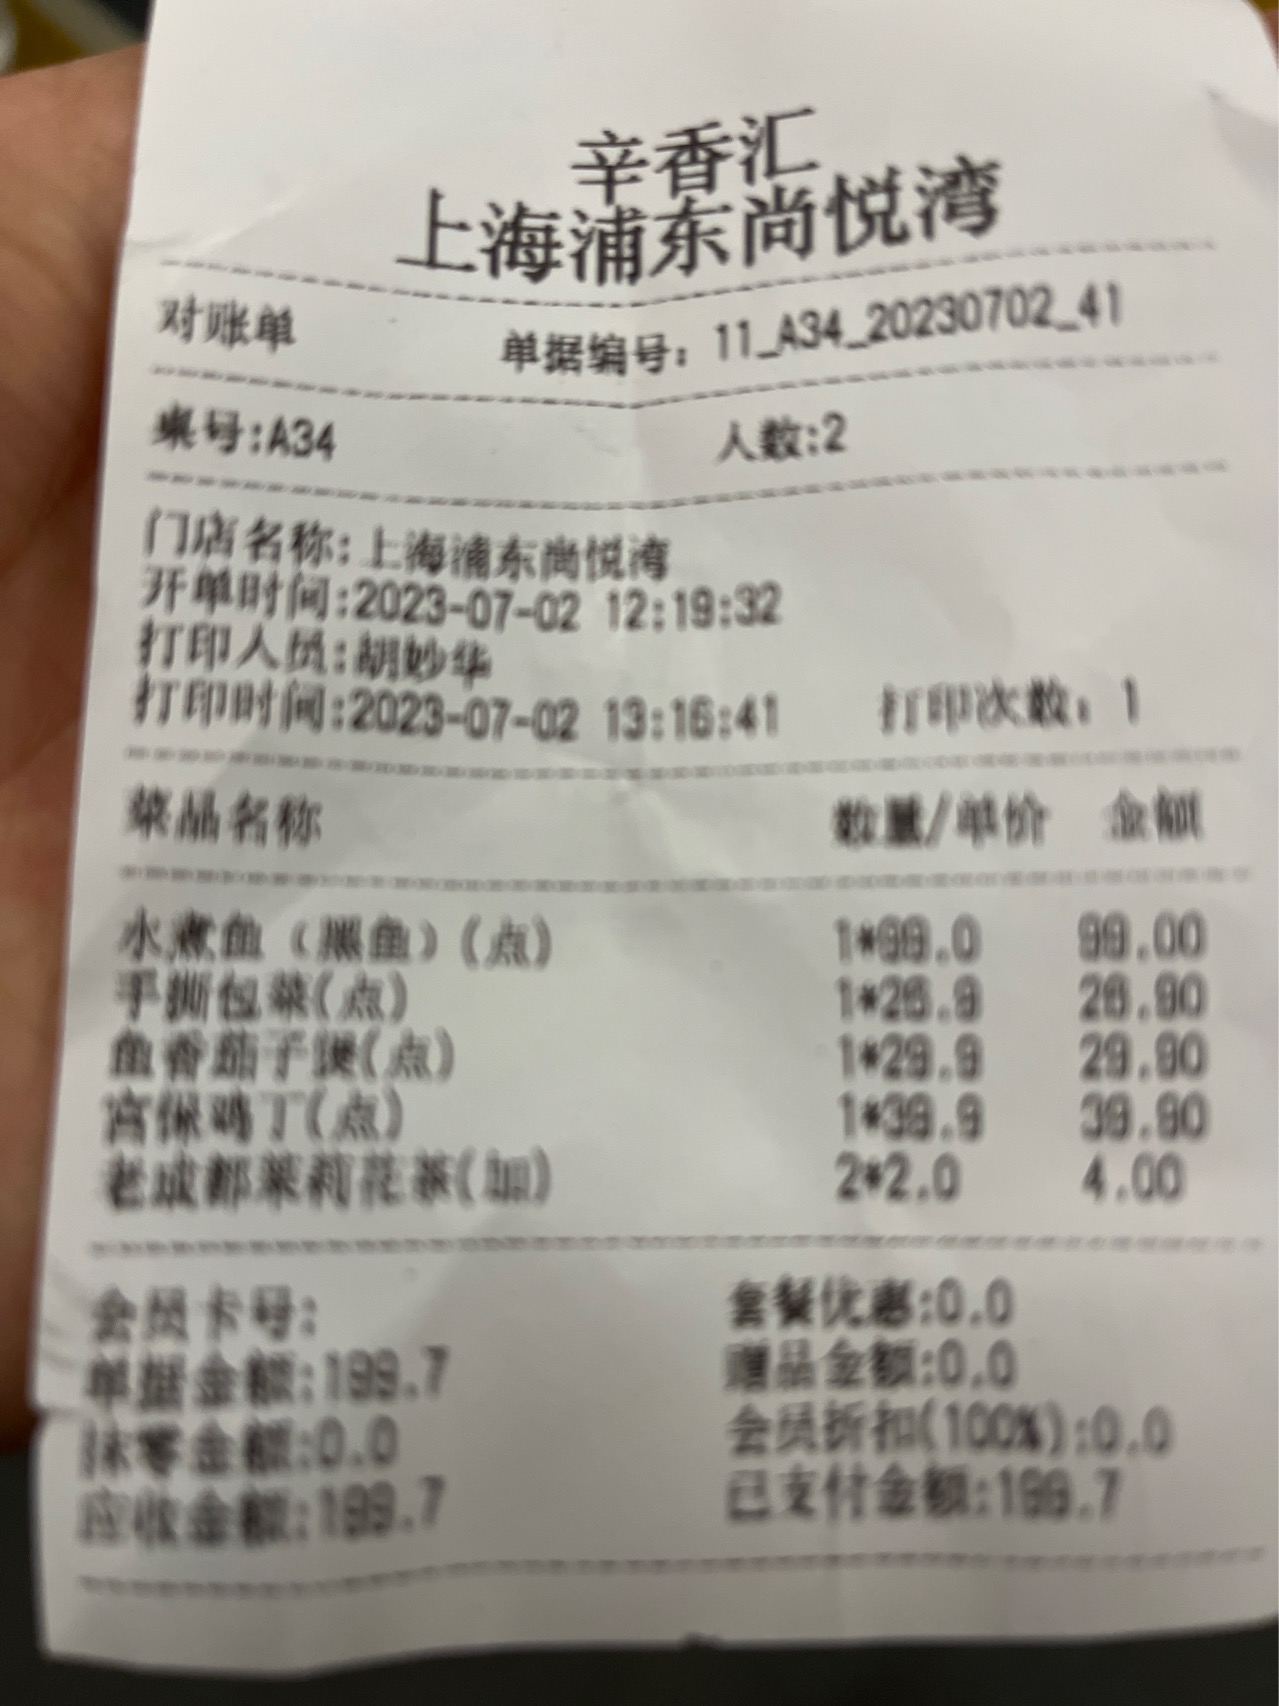 辛香汇
上海浦东尚悦湾
对账单 单据编号：11_A34_20230702_41
桌号:A34 人数:2
门店名称:上海浦东尚悦湾
开单时间:2023-07-02 12:19:32
打印人员:胡妙华
打印时间:2023-07-02 13:16:41 打印次数：1
菜品名称 数量/单价 金额
水煮鱼（黑鱼）(点) 1*99.0 99.00
手撕包菜(点) 1*26.9 26.90
鱼香茄子煲(点) 1*29.9 29.90
宫保鸡丁(点) 1*39.9 39.90
老成都茉莉花茶(加) 2*2.0 4.00
会员卡号: 套餐优惠:0.0
单据金额:199.7 赠品金额:0.0
抹零金额:0.0 会员折扣(100%):0.0
应收金额:199.7 已支付金额:199.7